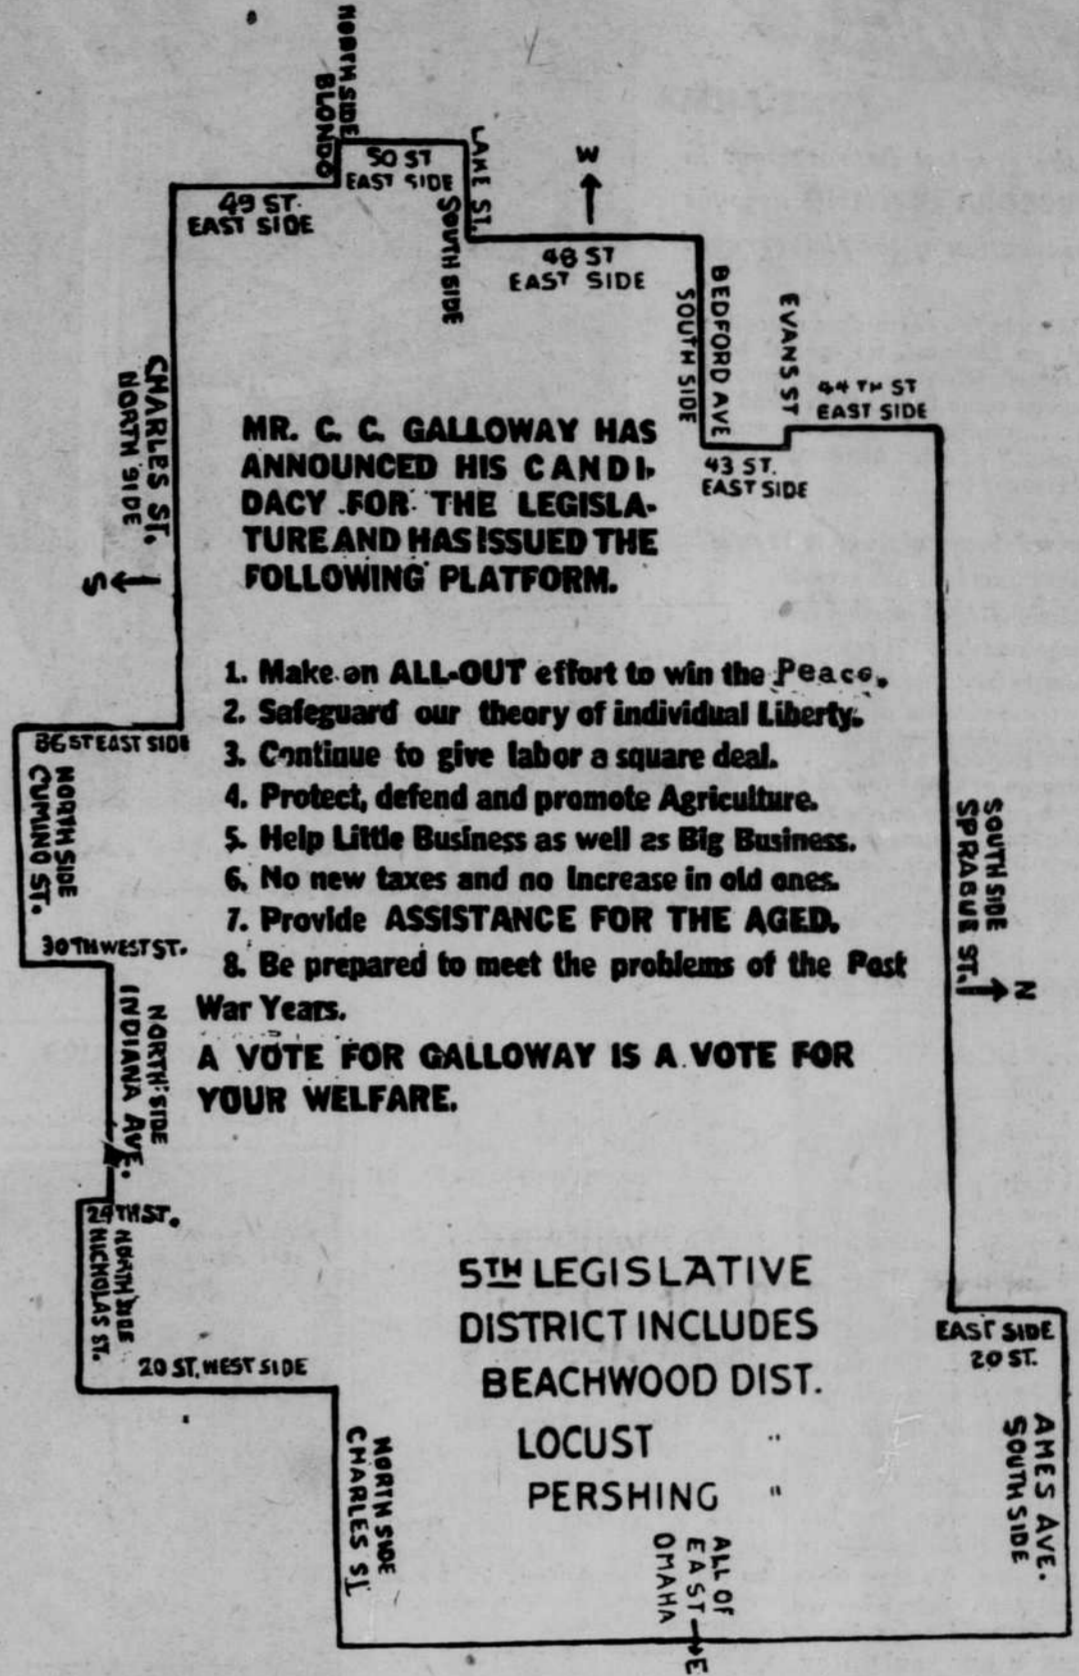 NORTH SIDE
BLONDO
50 ST
EAST SIDE
LAKE ST.
SOUTH SIDE
W
49 ST.
EAST SIDE
48 ST
EAST SIDE
BEDFORD AVE
SOUTH SIDE
EVANS ST
44 TH ST
EAST SIDE
43 ST.
EAST SIDE
CHARLES ST.
NORTH SIDE
S
MR. C. C. GALLOWAY HAS
ANNOUNCED HIS CANDI-
DACY FOR THE LEGISLA-
TURE AND HAS ISSUED THE
FOLLOWING PLATFORM.
1. Make an ALL-OUT effort to win the Peace.
2. Safeguard our theory of individual Liberty.
3. Continue to give labor a square deal.
4. Protect, defend and promote Agriculture.
5. Help Little Business as well as Big Business.
6. No new taxes and no increase in old ones.
7. Provide ASSISTANCE FOR THE AGED.
8. Be prepared to meet the problems of the Post
War Years.
A VOTE FOR GALLOWAY IS A VOTE FOR
YOUR WELFARE.
36 ST EAST SIDE
NORTH SIDE
CUMING ST.
30TH WEST ST.
NORTH SIDE
INDIANA AVE.
SOUTH SIDE
SPRAGUE ST.
N
24TH ST.
NORTH SIDE
NICHOLAS ST.
20 ST. WEST SIDE
5TH LEGISLATIVE
DISTRICT INCLUDES
BEACHWOOD DIST.
LOCUST "
PERSHING "
EAST SIDE
20 ST.
AMES AVE.
SOUTH SIDE
NORTH SIDE
CHARLES ST
ALL OF
EAST
OMAHA
E